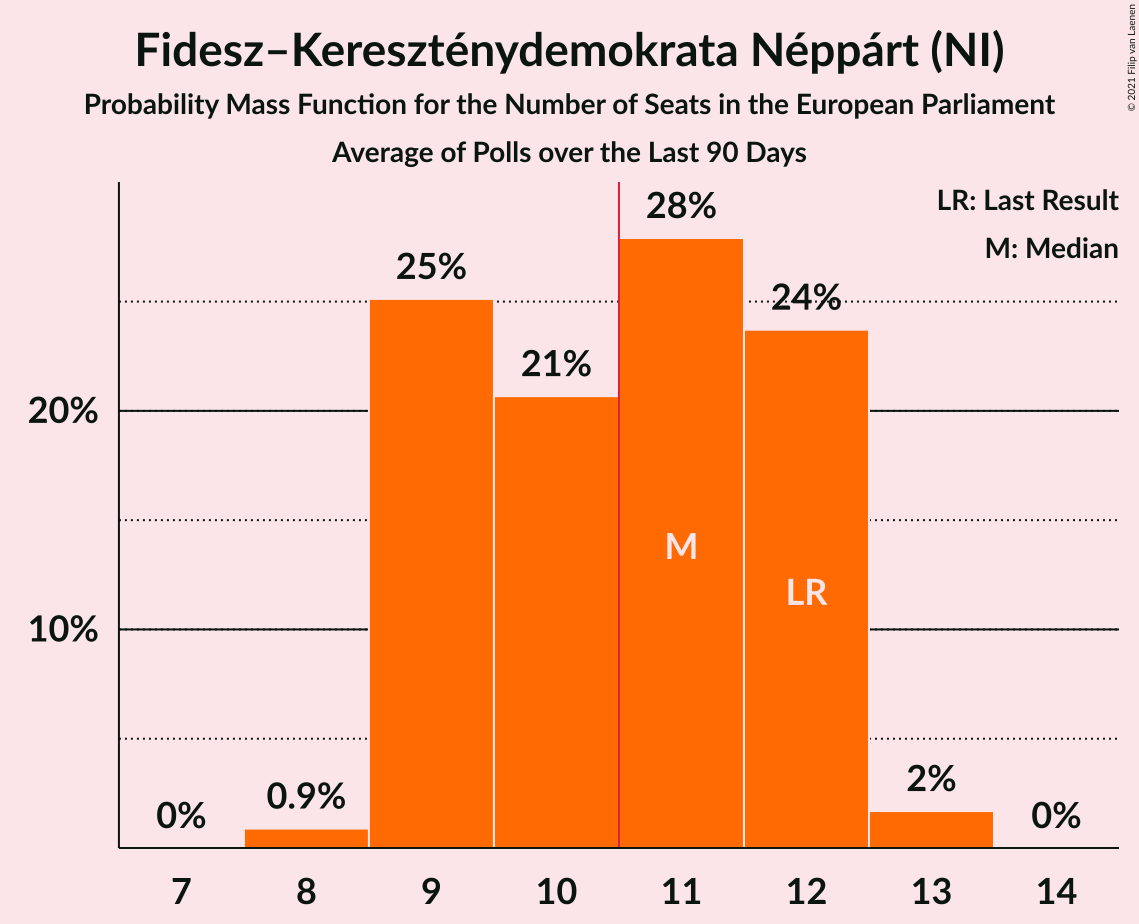 Fidesz–Kereszténydemokrata Néppárt (NI)
Probability Mass Function for the Number of Seats in the European Parliament
Average of Polls over the Last 90 Days
© 2021 Filip van Laenen
LR: Last Result
M: Median
28%
25%
24%
21%
20%
M
LR
10%
2%
0.9%
0%
0%
7 8 9 10 11 12 13 14